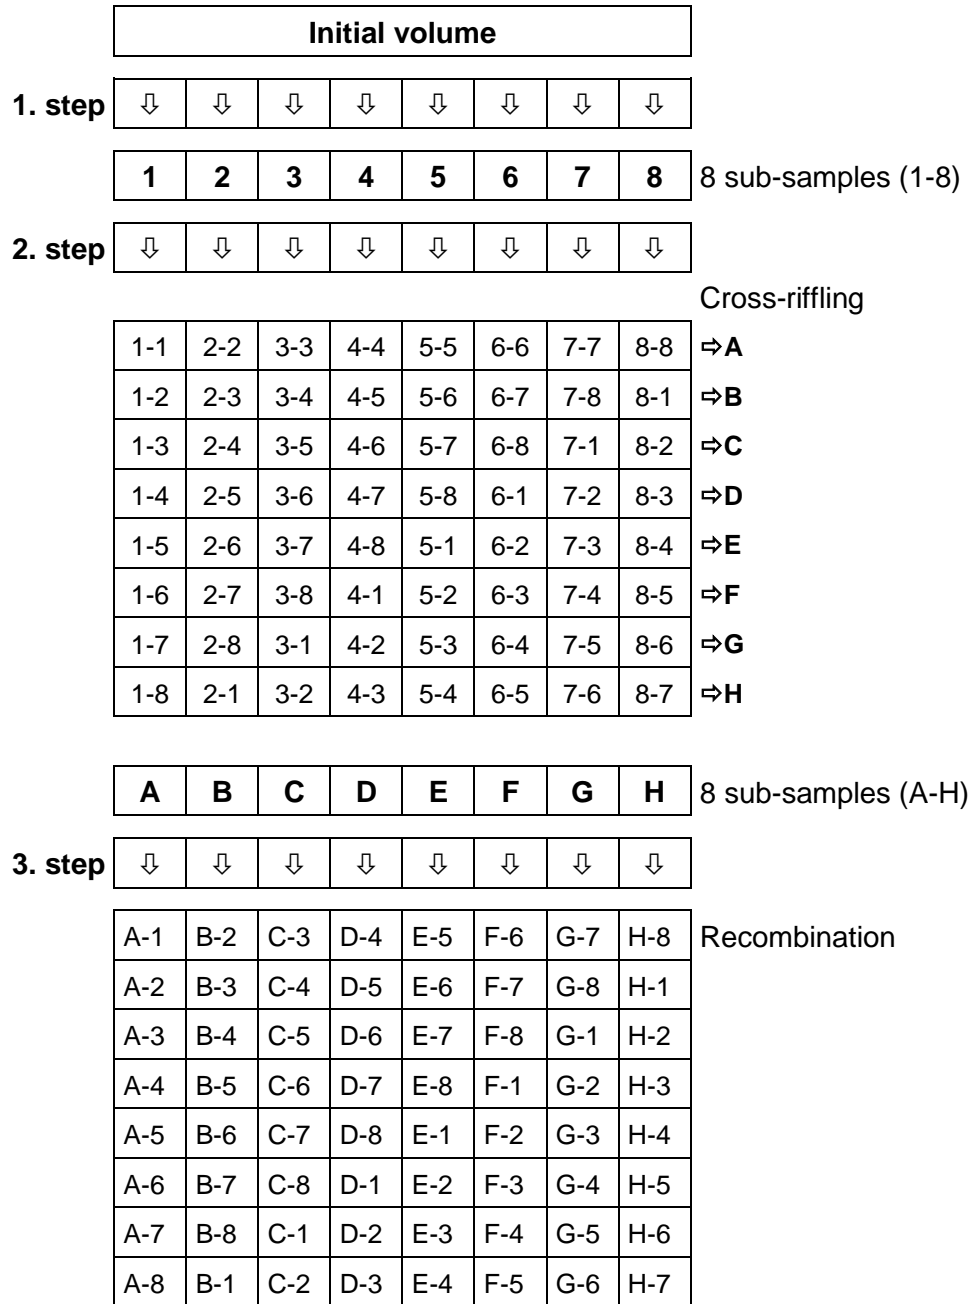 Initial volume
1. step ⇩ ⇩ ⇩ ⇩ ⇩ ⇩ ⇩ ⇩
1 2 3 4 5 6 7 8 8 sub-samples (1-8)
2. step ⇩ ⇩ ⇩ ⇩ ⇩ ⇩ ⇩ ⇩
Cross-riffling
1-1 2-2 3-3 4-4 5-5 6-6 7-7 8-8 ⇨A
1-2 2-3 3-4 4-5 5-6 6-7 7-8 8-1 ⇨B
1-3 2-4 3-5 4-6 5-7 6-8 7-1 8-2 ⇨C
1-4 2-5 3-6 4-7 5-8 6-1 7-2 8-3 ⇨D
1-5 2-6 3-7 4-8 5-1 6-2 7-3 8-4 ⇨E
1-6 2-7 3-8 4-1 5-2 6-3 7-4 8-5 ⇨F
1-7 2-8 3-1 4-2 5-3 6-4 7-5 8-6 ⇨G
1-8 2-1 3-2 4-3 5-4 6-5 7-6 8-7 ⇨H
A B C D E F G H 8 sub-samples (A-H)
3. step ⇩ ⇩ ⇩ ⇩ ⇩ ⇩ ⇩ ⇩
A-1 B-2 C-3 D-4 E-5 F-6 G-7 H-8 Recombination
A-2 B-3 C-4 D-5 E-6 F-7 G-8 H-1
A-3 B-4 C-5 D-6 E-7 F-8 G-1 H-2
A-4 B-5 C-6 D-7 E-8 F-1 G-2 H-3
A-5 B-6 C-7 D-8 E-1 F-2 G-3 H-4
A-6 B-7 C-8 D-1 E-2 F-3 G-4 H-5
A-7 B-8 C-1 D-2 E-3 F-4 G-5 H-6
A-8 B-1 C-2 D-3 E-4 F-5 G-6 H-7